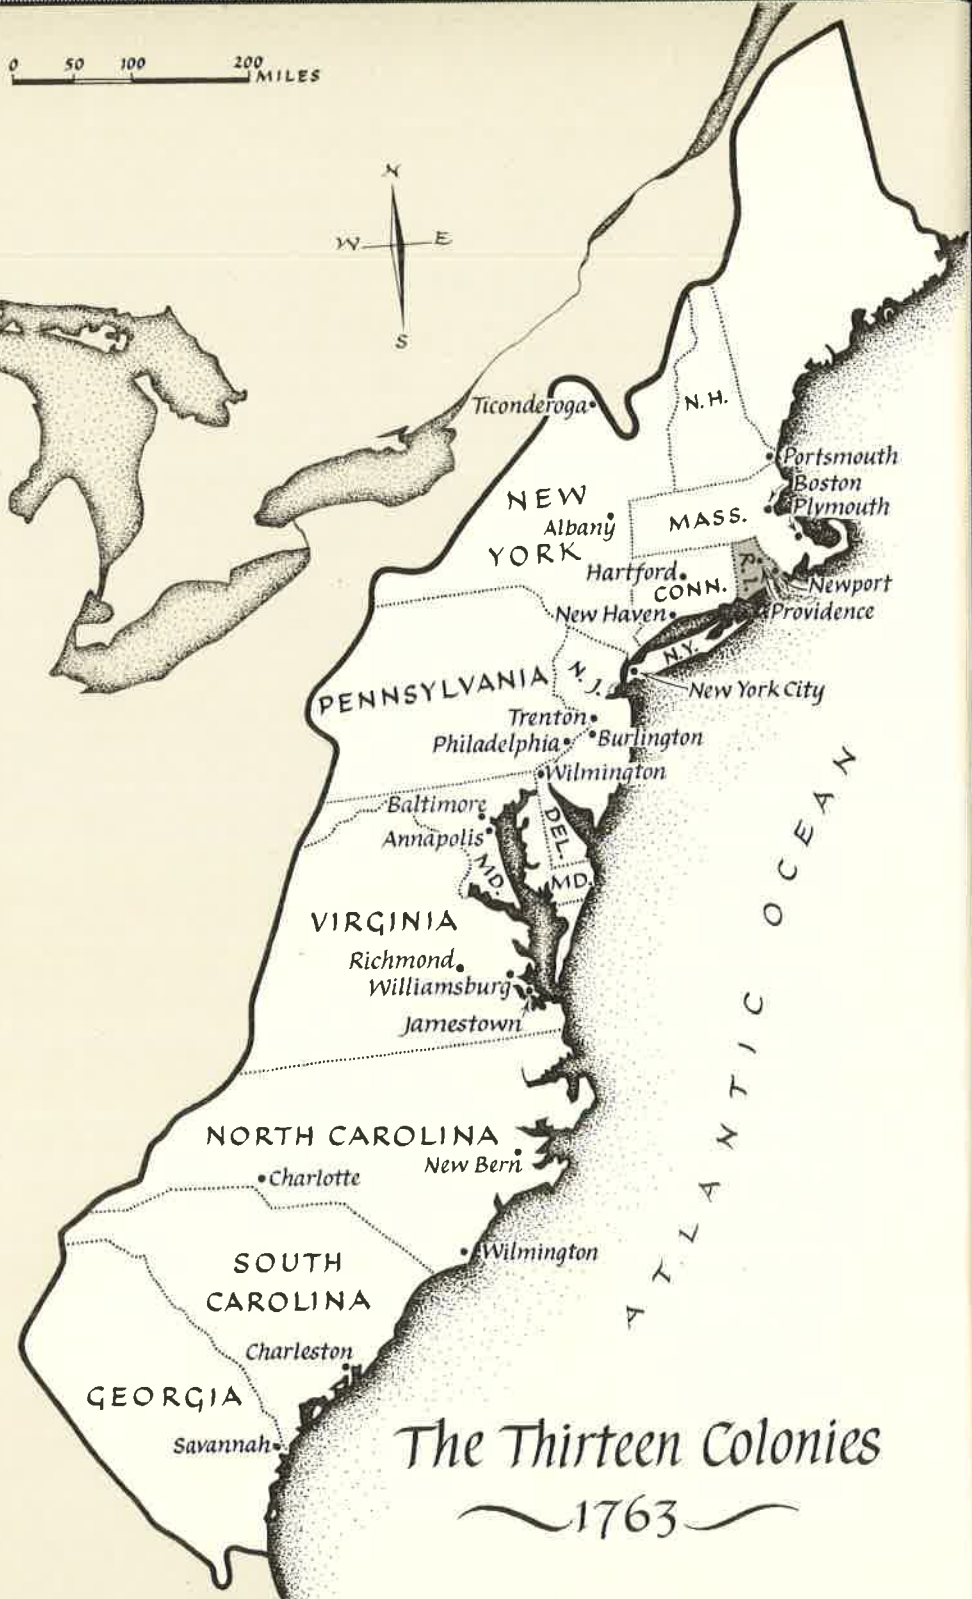 0 50 100 200
MILES
N
W E
S
Ticonderoga
N.H.
Portsmouth
Boston
Plymouth
NEW
YORK
Albany
MASS.
R.I.
Hartford
CONN.
Newport
Providence
New Haven
N.Y.
New York City
PENNSYLVANIA
N.J.
Trenton
Burlington
Philadelphia
Wilmington
Baltimore
Annapolis
DEL.
MD.
MD.
VIRGINIA
Richmond
Williamsburg
Jamestown
NORTH CAROLINA
New Bern
Charlotte
Wilmington
SOUTH
CAROLINA
Charleston
GEORGIA
Savannah
ATLANTIC OCEAN
The Thirteen Colonies
1763